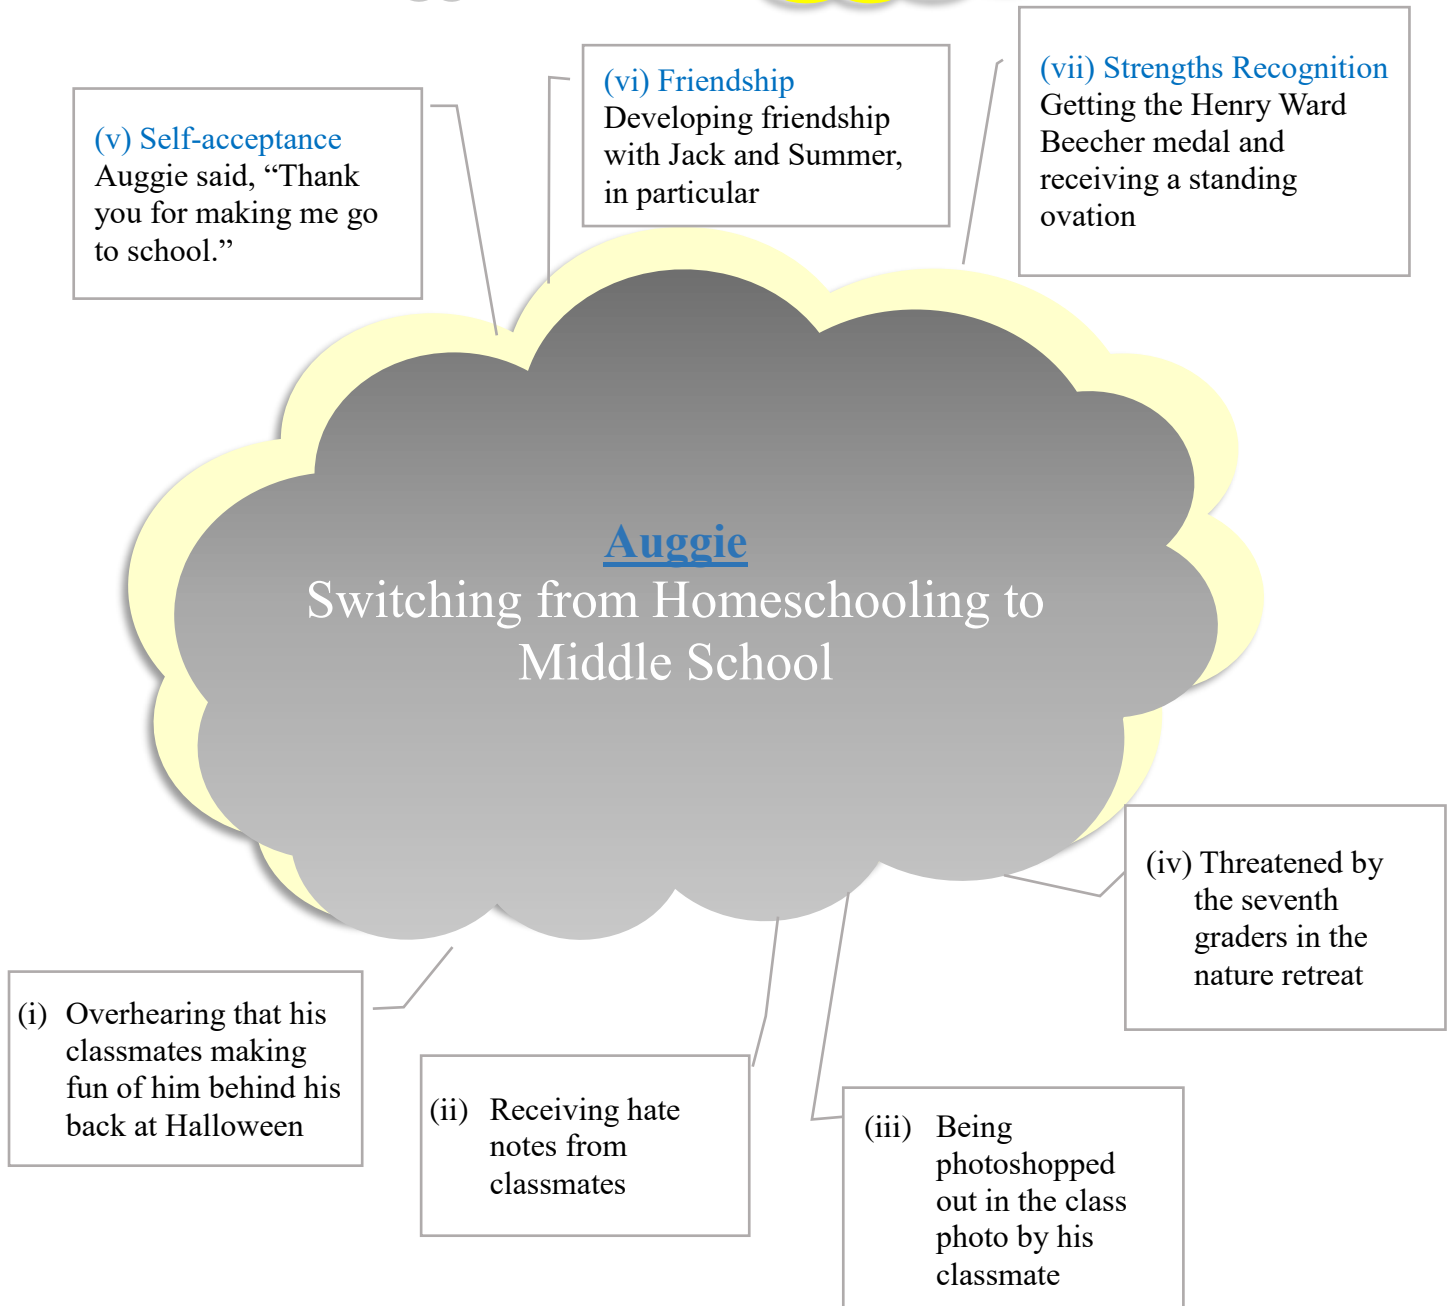 (v) Self-acceptance
Auggie said, “Thank
you for making me go
to school.”
(vi) Friendship
Developing friendship
with Jack and Summer,
in particular
(vii) Strengths Recognition
Getting the Henry Ward
Beecher medal and
receiving a standing
ovation
Auggie
Switching from Homeschooling to
Middle School
(i) Overhearing that his
classmates making
fun of him behind his
back at Halloween
(ii) Receiving hate
notes from
classmates
(iii) Being
photoshopped
out in the class
photo by his
classmate
(iv) Threatened by
the seventh
graders in the
nature retreat